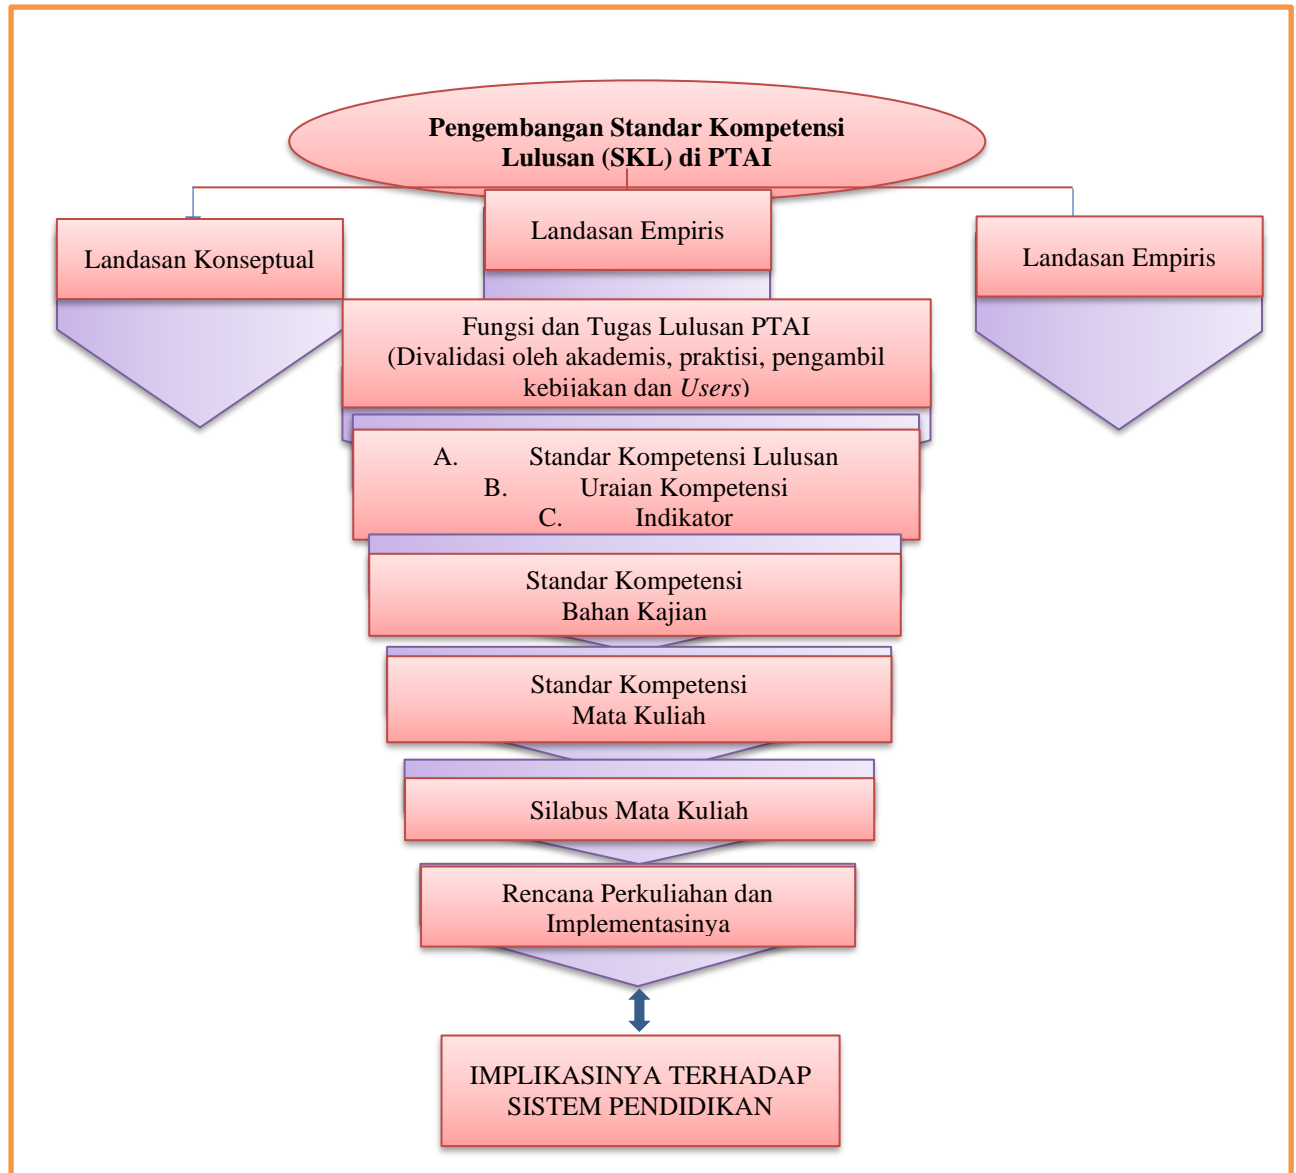 Pengembangan Standar Kompetensi
Lulusan (SKL) di PTAI
Landasan Konseptual
Landasan Empiris
Landasan Empiris
Fungsi dan Tugas Lulusan PTAI
(Divalidasi oleh akademis, praktisi, pengambil
kebijakan dan Users)
A. Standar Kompetensi Lulusan
B. Uraian Kompetensi
C. Indikator
Standar Kompetensi
Bahan Kajian
Standar Kompetensi
Mata Kuliah
Silabus Mata Kuliah
Rencana Perkuliahan dan
Implementasinya
IMPLIKASINYA TERHADAP
SISTEM PENDIDIKAN